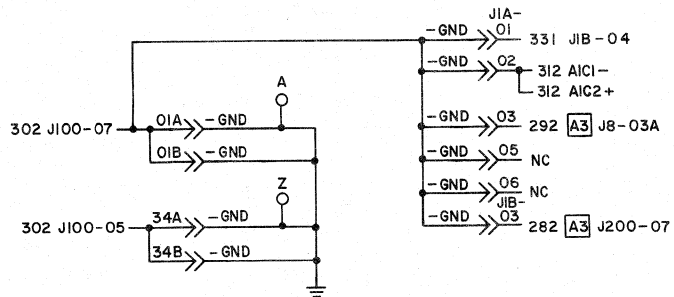 J1A-
-GND 01 331 J1B-04
-GND 02 312 A1C1-
312 A1C2+
A
302 J100-07 01A -GND
-GND 03 292 A3 J8-03A
01B -GND
-GND 05 NC
Z
-GND 06 NC
J1B-
302 J100-05 34A -GND
-GND 03 282 A3 J200-07
34B -GND